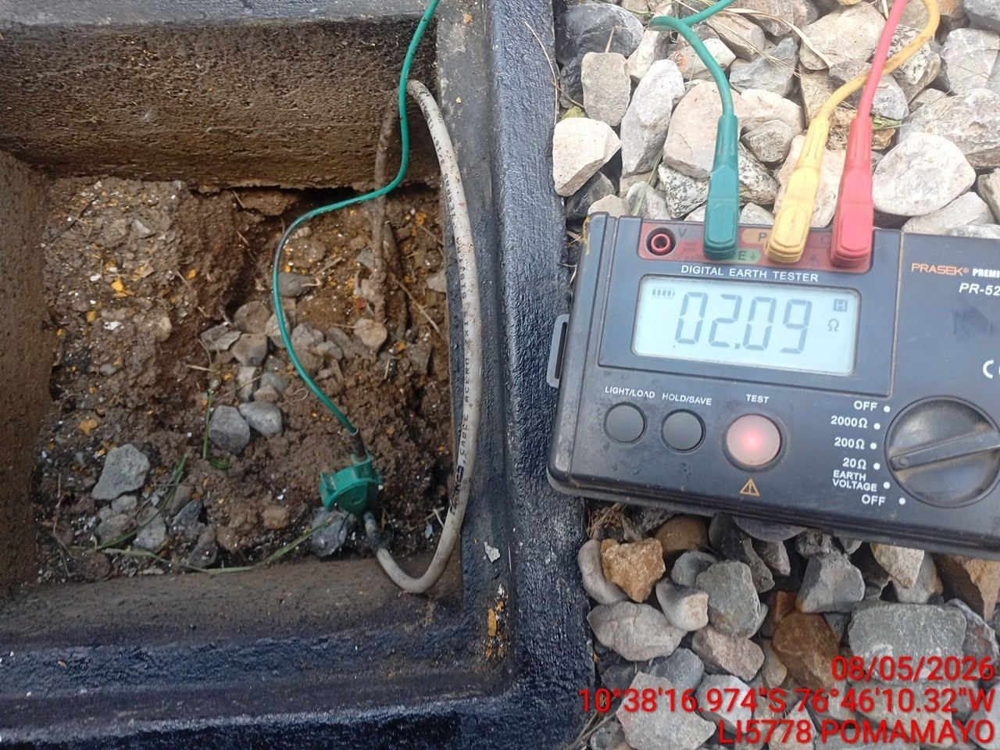 V
P
E
PRASEK® PREMI
PR-52
DIGITAL EARTH TESTER
02.09 H Ω
LIGHT/LOAD HOLD/SAVE TEST
OFF
2000Ω
200Ω
20Ω
EARTH
VOLTAGE
OFF
08/05/2026
10°38'16.974"S 76°46'10.32"W
LI5778 POMAMAYO